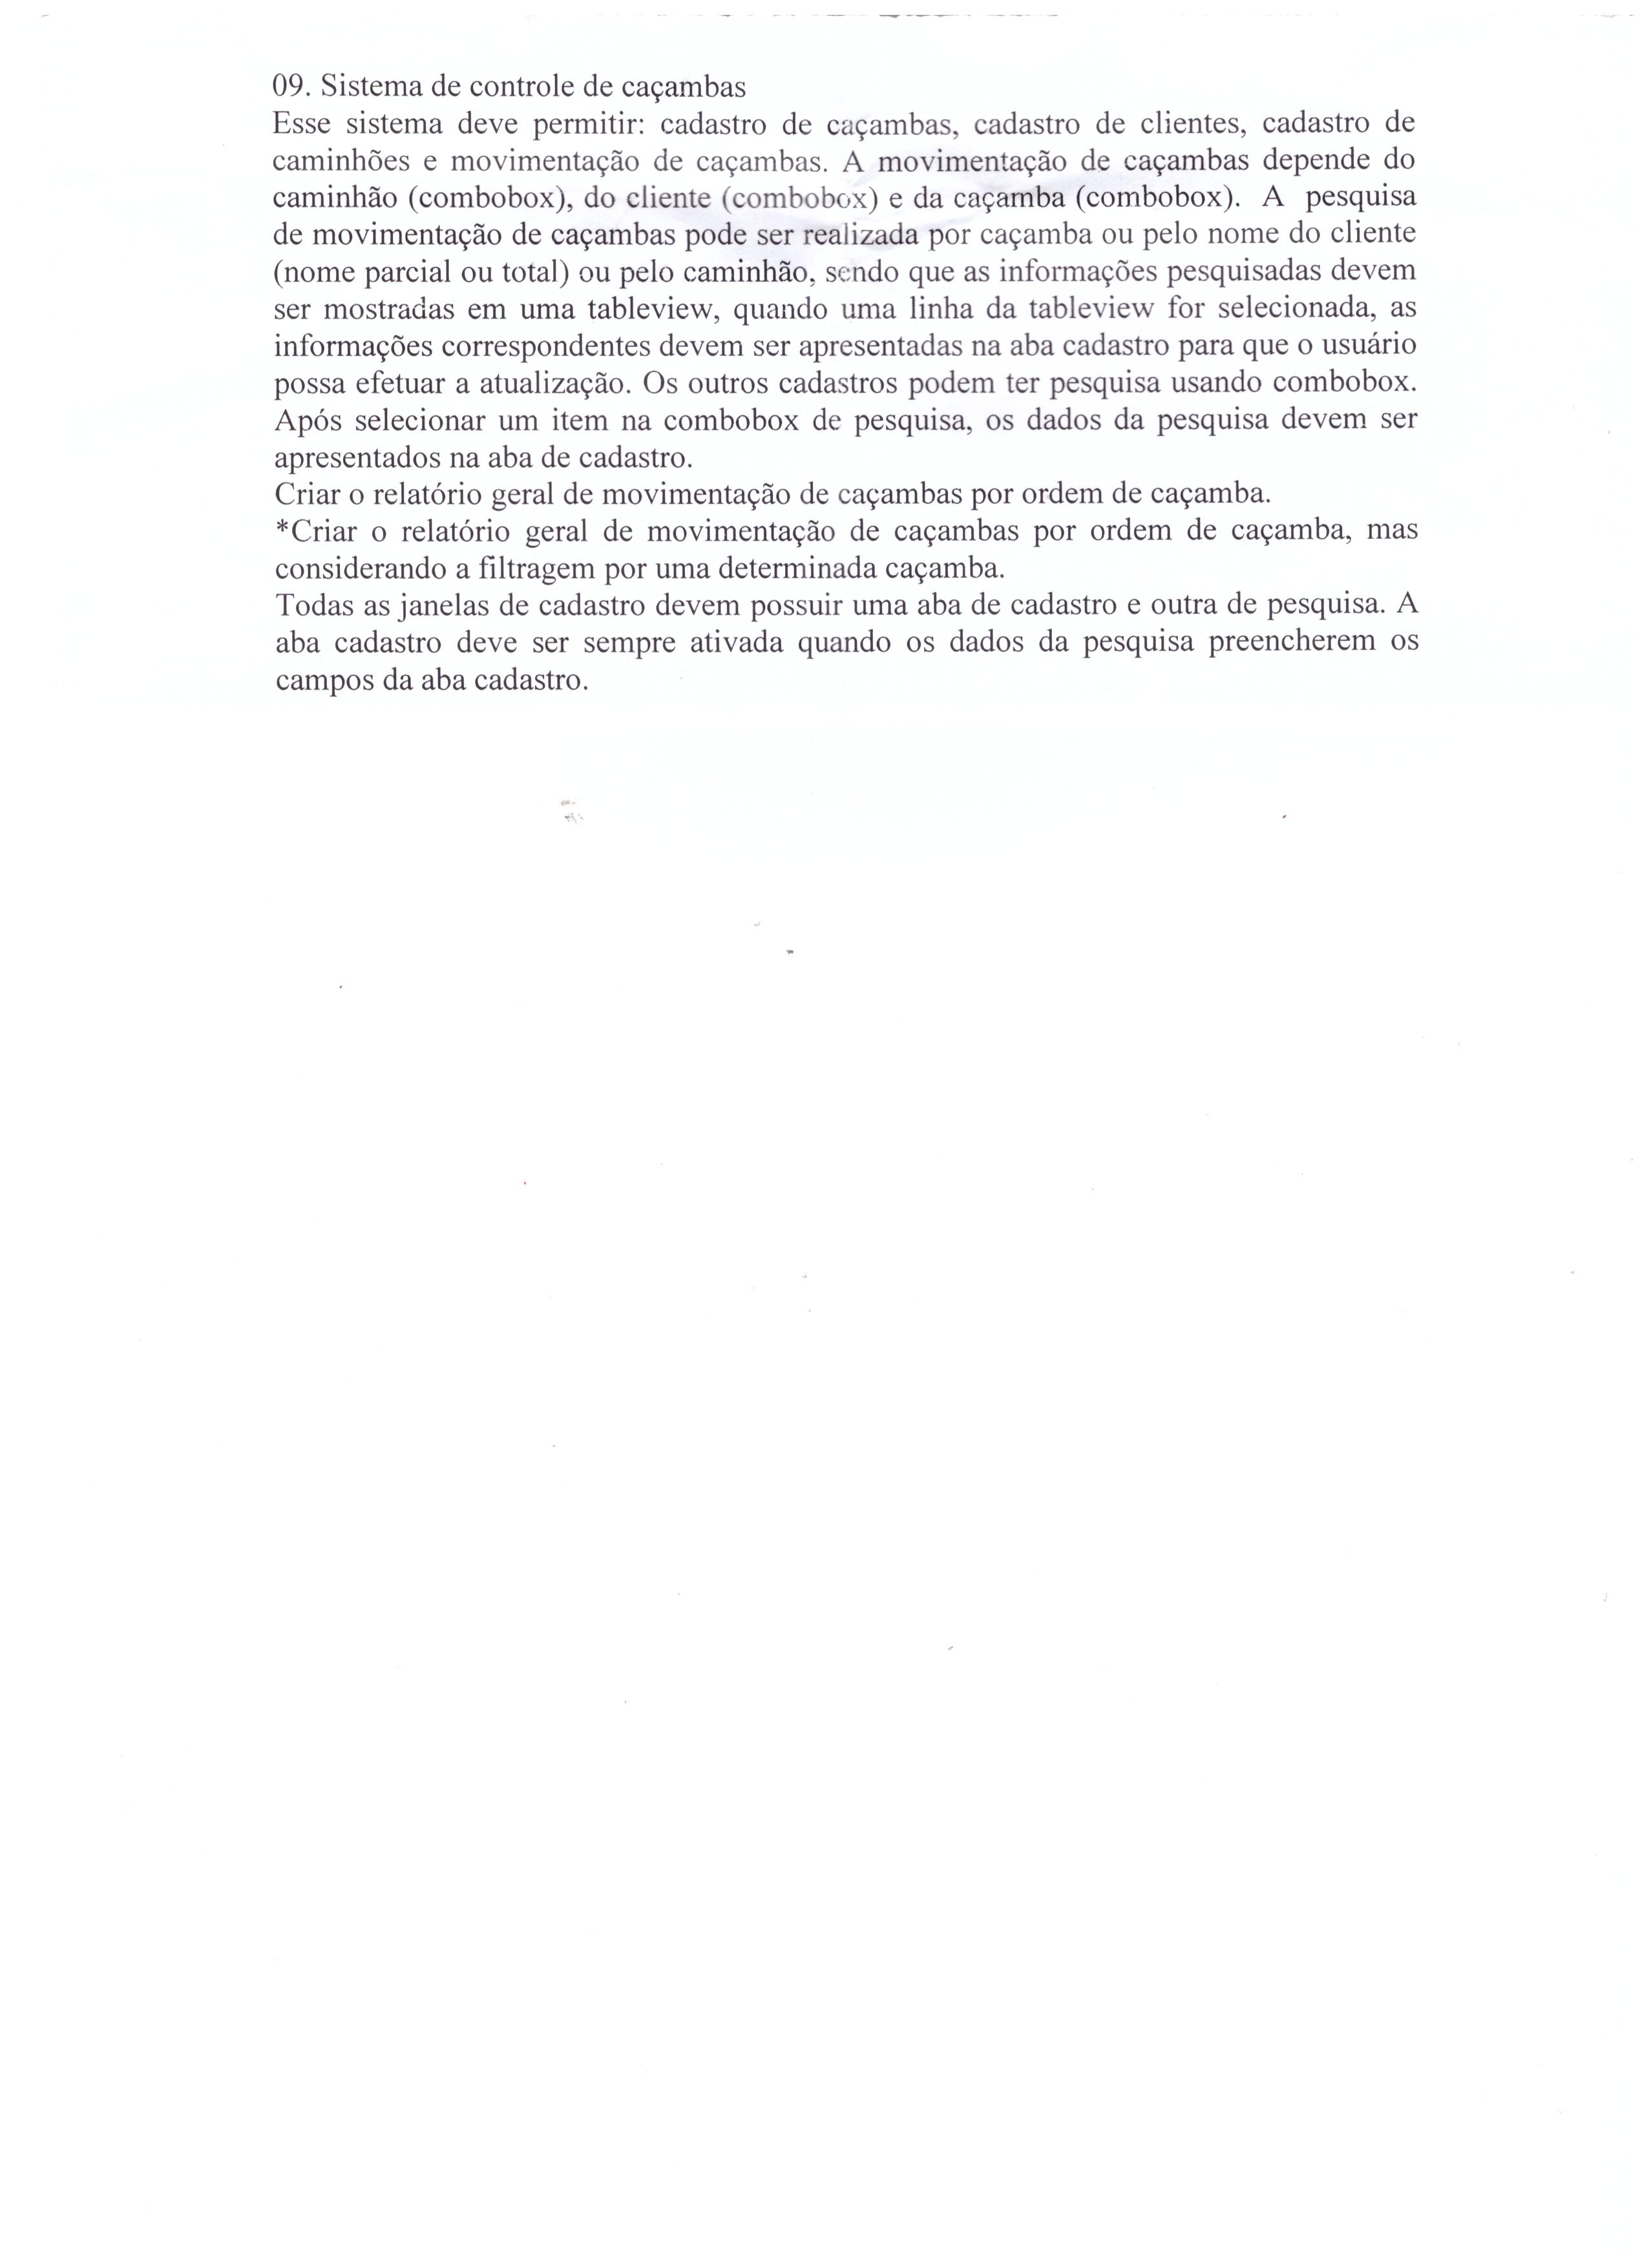 09. Sistema de controle de caçambas
Esse sistema deve permitir: cadastro de caçambas, cadastro de clientes, cadastro de
caminhões e movimentação de caçambas. A movimentação de caçambas depende do
caminhão (combobox), do cliente (combobox) e da caçamba (combobox). A pesquisa
de movimentação de caçambas pode ser realizada por caçamba ou pelo nome do cliente
(nome parcial ou total) ou pelo caminhão, sendo que as informações pesquisadas devem
ser mostradas em uma tableview, quando uma linha da tableview for selecionada, as
informações correspondentes devem ser apresentadas na aba cadastro para que o usuário
possa efetuar a atualização. Os outros cadastros podem ter pesquisa usando combobox.
Após selecionar um item na combobox de pesquisa, os dados da pesquisa devem ser
apresentados na aba de cadastro.
Criar o relatório geral de movimentação de caçambas por ordem de caçamba.
*Criar o relatório geral de movimentação de caçambas por ordem de caçamba, mas
considerando a filtragem por uma determinada caçamba.
Todas as janelas de cadastro devem possuir uma aba de cadastro e outra de pesquisa. A
aba cadastro deve ser sempre ativada quando os dados da pesquisa preencherem os
campos da aba cadastro.